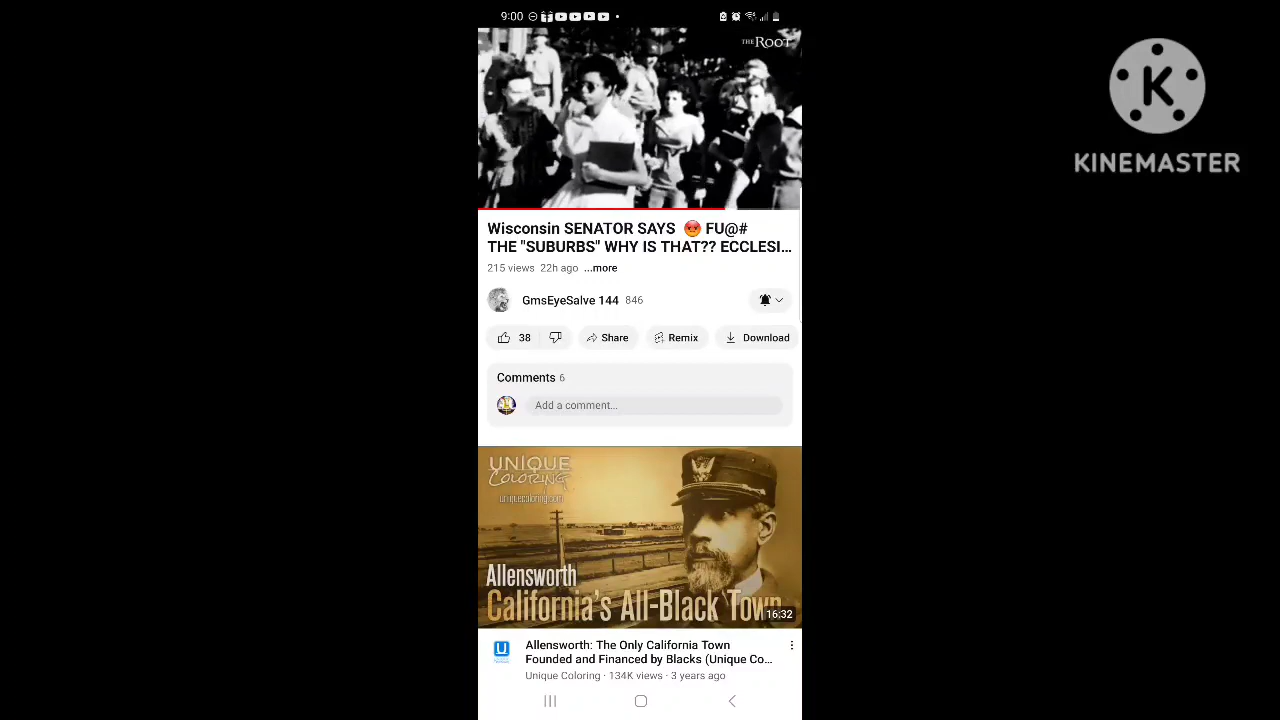 9:00
THE ROOT
KINEMASTER
Wisconsin SENATOR SAYS 😡 FU@#
THE "SUBURBS" WHY IS THAT?? ECCLESI...
215 views 22h ago ...more
GmsEyeSalve 144 846
38 Share Remix Download
Comments 6
Add a comment...
UNIQUE
COLORING
uniquecoloring.com
Allensworth
California's All-Black Town
16:32
Allensworth: The Only California Town
Founded and Financed by Blacks (Unique Co...
Unique Coloring · 134K views · 3 years ago